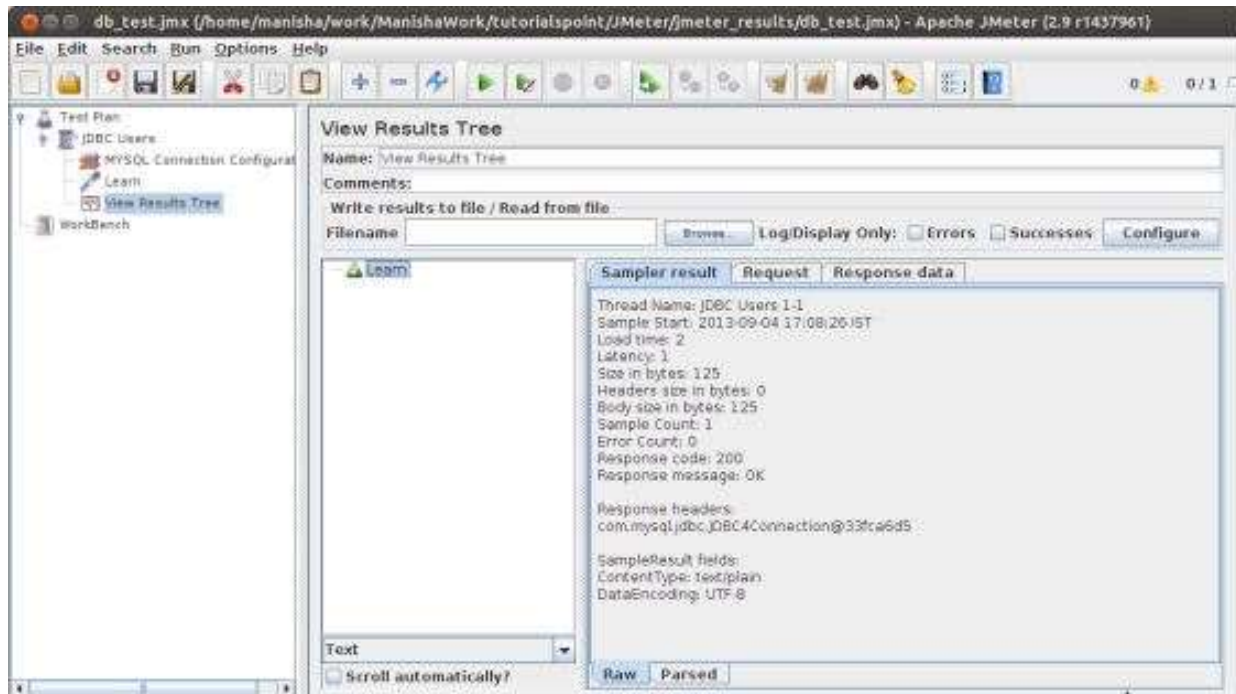 db_test.jmx (/home/manisha/work/ManishaWork/tutorialspoint/JMeter/jmeter_results/db_test.jmx) - Apache JMeter (2.9 r1437961)
File Edit Search Run Options Help
0 0/1
Test Plan
JDBC Users
MYSQL Connection Configurat
Learn
View Results Tree
WorkBench
View Results Tree
Name: View Results Tree
Comments:
Write results to file / Read from file
Filename Browse... Log/Display Only: Errors Successes Configure
Learn
Sampler result Request Response data
Thread Name: JDBC Users 1-1
Sample Start: 2013-09-04 17:08:26 IST
Load time: 2
Latency: 1
Size in bytes: 125
Headers size in bytes: 0
Body size in bytes: 125
Sample Count: 1
Error Count: 0
Response code: 200
Response message: OK
Response headers:
com.mysql.jdbc.JDBC4Connection@33fca6d5
SampleResult fields:
ContentType: text/plain
DataEncoding: UTF-8
Text
Scroll automatically?
Raw Parsed